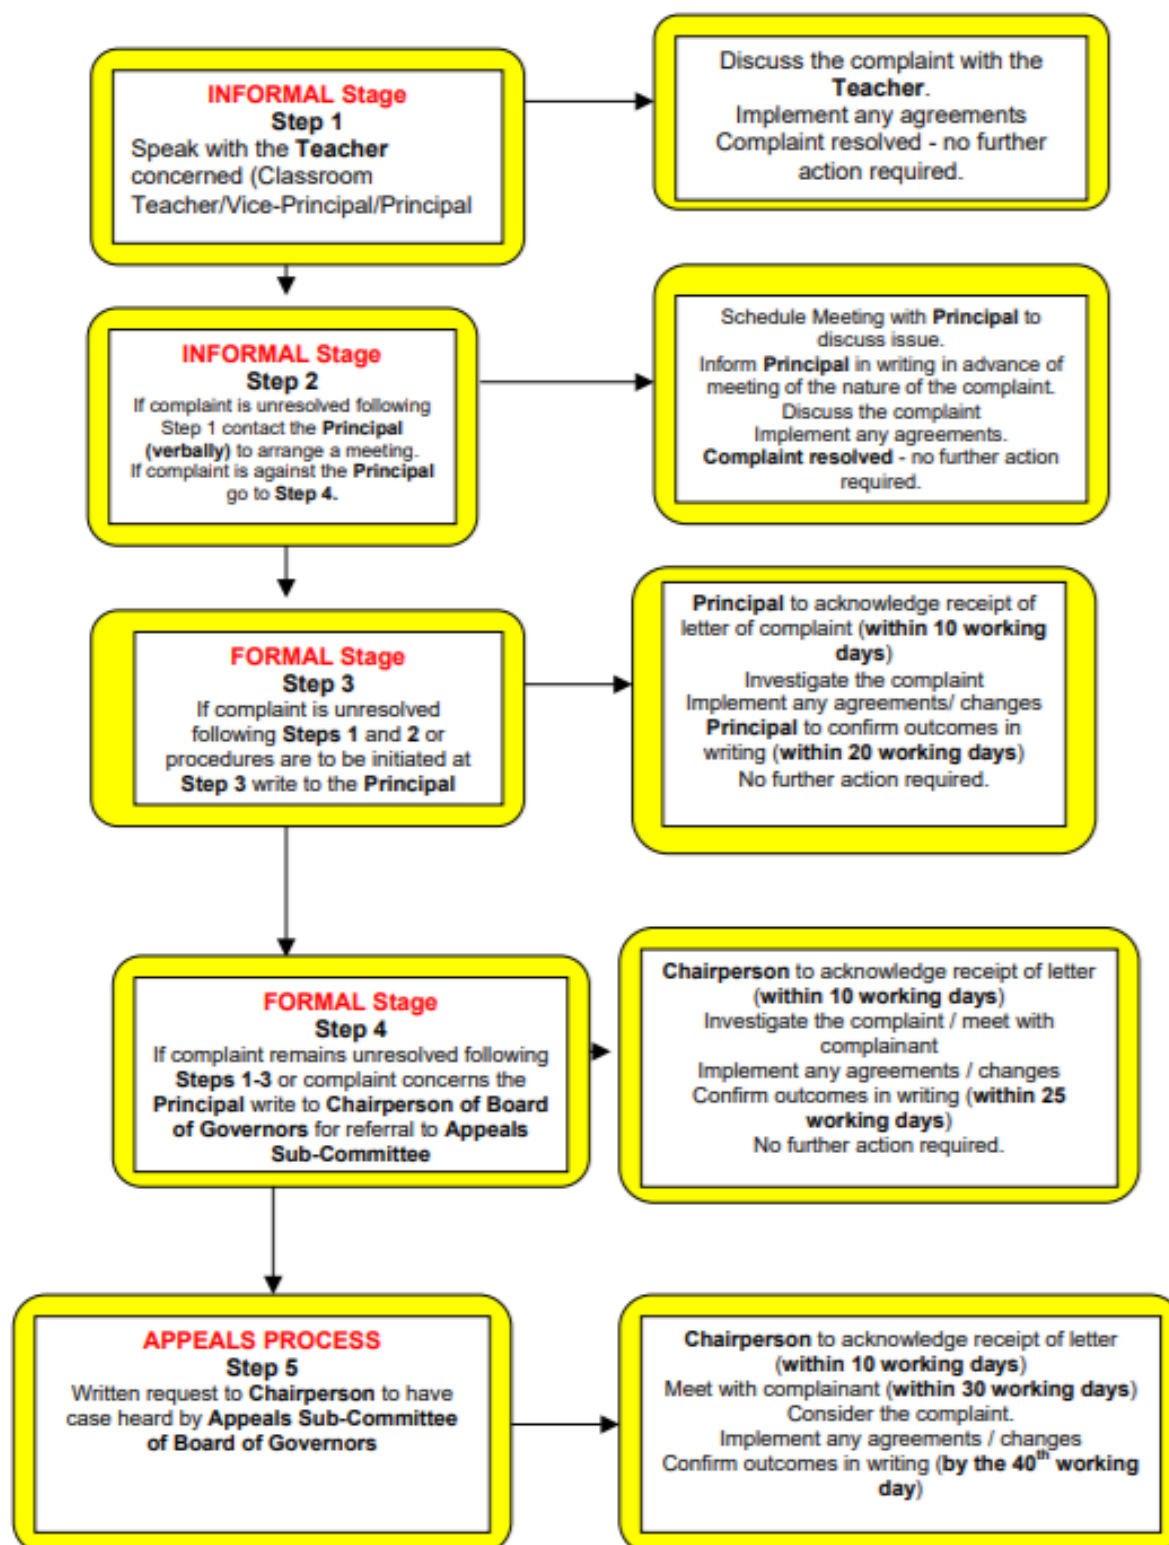 INFORMAL Stage
Step 1
Speak with the Teacher
concerned (Classroom
Teacher/Vice-Principal/Principal
Discuss the complaint with the
Teacher.
Implement any agreements
Complaint resolved - no further
action required.
INFORMAL Stage
Step 2
If complaint is unresolved following
Step 1 contact the Principal
(verbally) to arrange a meeting.
If complaint is against the Principal
go to Step 4.
Schedule Meeting with Principal to
discuss issue.
Inform Principal in writing in advance of
meeting of the nature of the complaint.
Discuss the complaint
Implement any agreements.
Complaint resolved - no further action
required.
FORMAL Stage
Step 3
If complaint is unresolved
following Steps 1 and 2 or
procedures are to be initiated at
Step 3 write to the Principal
Principal to acknowledge receipt of
letter of complaint (within 10 working
days)
Investigate the complaint
Implement any agreements/ changes
Principal to confirm outcomes in
writing (within 20 working days)
No further action required.
FORMAL Stage
Step 4
If complaint remains unresolved following
Steps 1-3 or complaint concerns the
Principal write to Chairperson of Board
of Governors for referral to Appeals
Sub-Committee
Chairperson to acknowledge receipt of letter
(within 10 working days)
Investigate the complaint / meet with
complainant
Implement any agreements / changes
Confirm outcomes in writing (within 25
working days)
No further action required.
APPEALS PROCESS
Step 5
Written request to Chairperson to have
case heard by Appeals Sub-Committee
of Board of Governors
Chairperson to acknowledge receipt of letter
(within 10 working days)
Meet with complainant (within 30 working days)
Consider the complaint.
Implement any agreements / changes
Confirm outcomes in writing (by the 40th working
day)